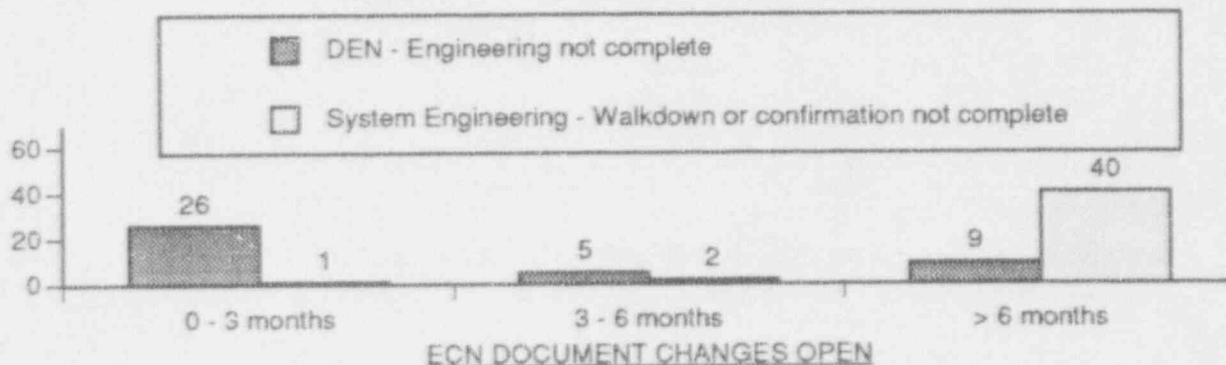 DEN - Engineering not complete
System Engineering - Walkdown or confirmation not complete
60
40
20
0
26
1
5
2
9
40
0 - 3 months
3 - 6 months
> 6 months
ECN DOCUMENT CHANGES OPEN